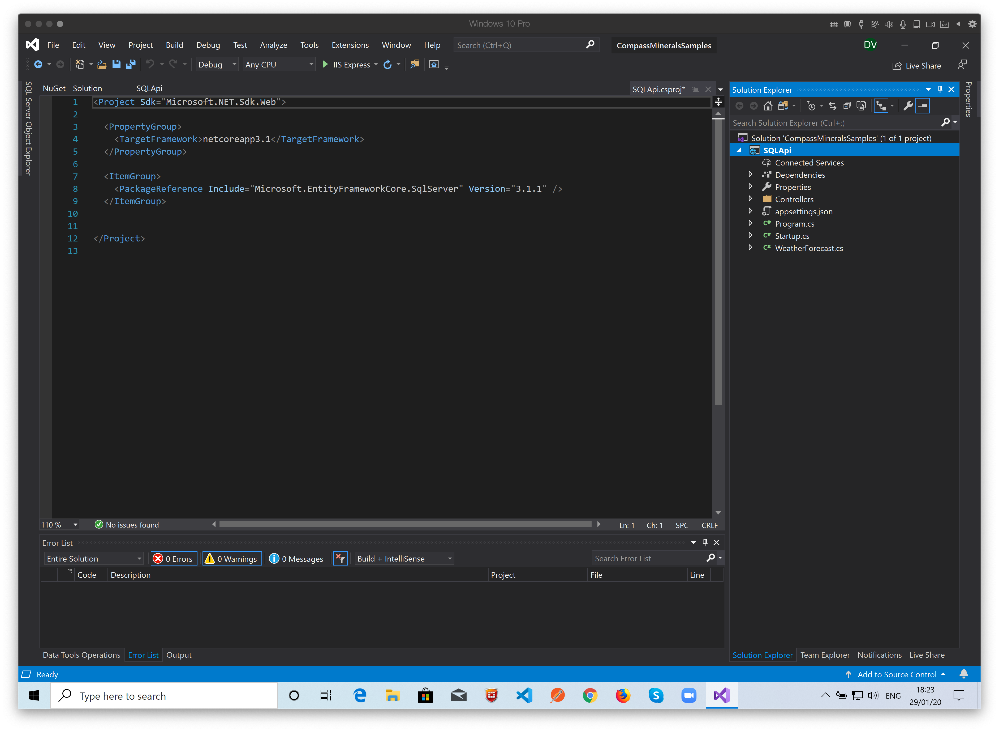 Windows 10 Pro
File Edit View Project Build Debug Test Analyze Tools Extensions Window Help Search (Ctrl+Q) CompassMineralsSamples DV
Debug Any CPU IIS Express Live Share
SQL Server Object Explorer
NuGet - Solution SQLApi SQLApi.csproj*
1 <Project Sdk="Microsoft.NET.Sdk.Web">
2
3 <PropertyGroup>
4 <TargetFramework>netcoreapp3.1</TargetFramework>
5 </PropertyGroup>
6
7 <ItemGroup>
8 <PackageReference Include="Microsoft.EntityFrameworkCore.SqlServer" Version="3.1.1" />
9 </ItemGroup>
10
11
12 </Project>
13
110 % No issues found Ln: 1 Ch: 1 SPC CRLF
Error List
Entire Solution 0 Errors 0 Warnings 0 Messages Build + IntelliSense Search Error List
Code Description Project File Line
Data Tools Operations Error List Output
Solution Explorer
Search Solution Explorer (Ctrl+;)
Solution 'CompassMineralsSamples' (1 of 1 project)
SQLApi
Connected Services
Dependencies
Properties
Controllers
appsettings.json
C# Program.cs
C# Startup.cs
C# WeatherForecast.cs
Solution Explorer Team Explorer Notifications Live Share
Properties
Ready Add to Source Control
Type here to search ENG 18:23
29/01/20